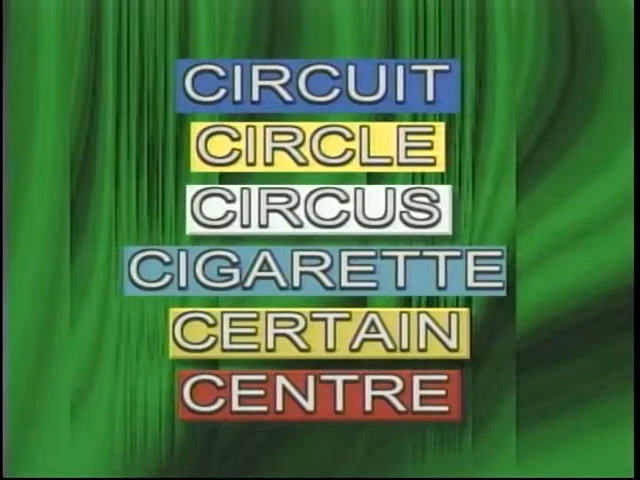 CIRCUIT
CIRCLE
CIRCUS
CIGARETTE
CERTAIN
CENTRE